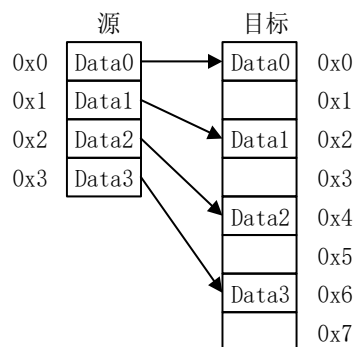 源 目标
0x0 Data0 Data0 0x0
0x1 Data1 0x1
0x2 Data2 Data1 0x2
0x3 Data3 0x3
Data2 0x4
0x5
Data3 0x6
0x7